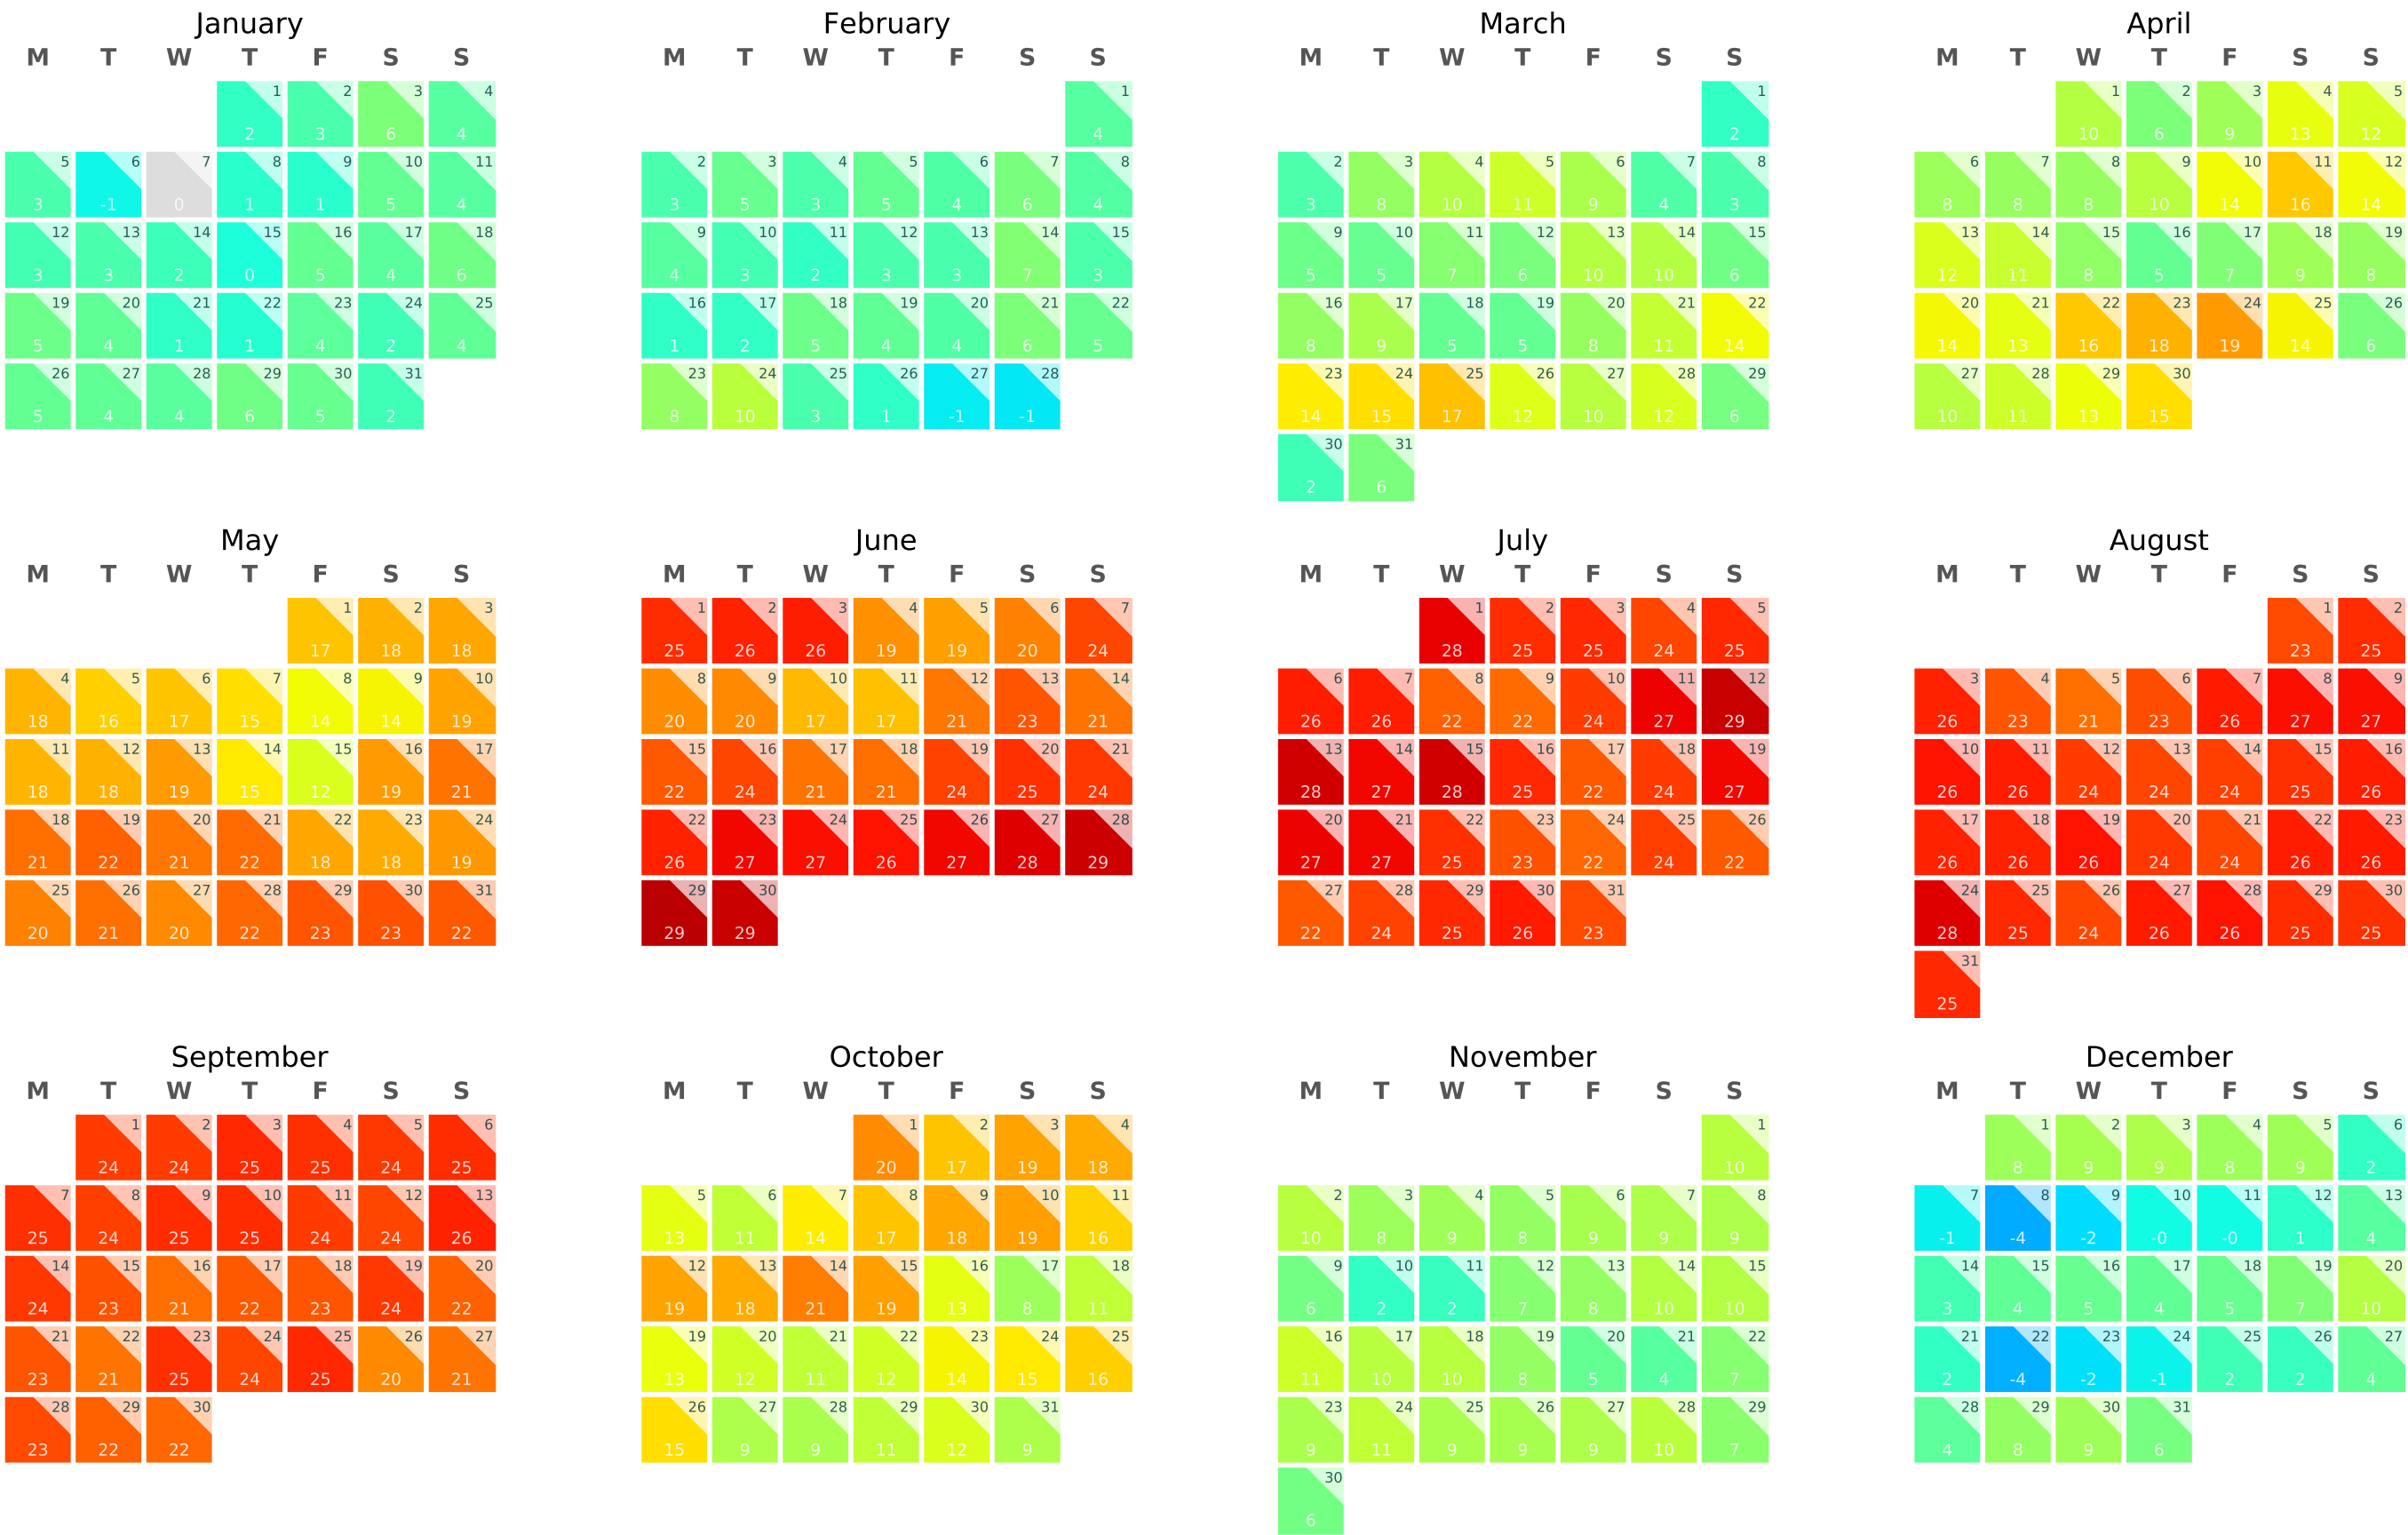 January February March April
M T W T F S S M T W T F S S M T W T F S S M T W T F S S
1 2 3 4 1 1 1 2 3 4 5
2 3 6 4 4 2 10 6 9 13 12
5 6 7 8 9 10 11 2 3 4 5 6 7 8 2 3 4 5 6 7 8 6 7 8 9 10 11 12
3 -1 0 1 1 5 4 3 5 3 5 4 6 4 3 8 10 11 9 4 3 8 8 8 10 14 16 14
12 13 14 15 16 17 18 9 10 11 12 13 14 15 9 10 11 12 13 14 15 13 14 15 16 17 18 19
3 3 2 0 5 4 6 4 3 2 3 3 7 3 5 5 7 6 10 10 6 12 11 8 5 7 9 8
19 20 21 22 23 24 25 16 17 18 19 20 21 22 16 17 18 19 20 21 22 20 21 22 23 24 25 26
5 4 1 1 4 2 4 1 2 5 4 4 6 5 8 9 5 5 8 11 14 14 13 16 18 19 14 6
26 27 28 29 30 31 23 24 25 26 27 28 23 24 25 26 27 28 29 27 28 29 30
5 4 4 6 5 2 8 10 3 1 -1 -1 14 15 17 12 10 12 6 10 11 13 15
30 31
2 6
May June July August
M T W T F S S M T W T F S S M T W T F S S M T W T F S S
1 2 3 1 2 3 4 5 6 7 1 2 3 4 5 1 2
17 18 18 25 26 26 19 19 20 24 28 25 25 24 25 23 25
4 5 6 7 8 9 10 8 9 10 11 12 13 14 6 7 8 9 10 11 12 3 4 5 6 7 8 9
18 16 17 15 14 14 19 20 20 17 17 21 23 21 26 26 22 22 24 27 29 26 23 21 23 26 27 27
11 12 13 14 15 16 17 15 16 17 18 19 20 21 13 14 15 16 17 18 19 10 11 12 13 14 15 16
18 18 19 15 12 19 21 22 24 21 21 24 25 24 28 27 28 25 22 24 27 26 26 24 24 24 25 26
18 19 20 21 22 23 24 22 23 24 25 26 27 28 20 21 22 23 24 25 26 17 18 19 20 21 22 23
21 22 21 22 18 18 19 26 27 27 26 27 28 29 27 27 25 23 22 24 22 26 26 26 24 24 26 26
25 26 27 28 29 30 31 29 30 27 28 29 30 31 24 25 26 27 28 29 30
20 21 20 22 23 23 22 29 29 22 24 25 26 23 28 25 24 26 26 25 25
31
25
September October November December
M T W T F S S M T W T F S S M T W T F S S M T W T F S S
1 2 3 4 5 6 1 2 3 4 1 1 2 3 4 5 6
24 24 25 25 24 25 20 17 19 18 10 8 9 9 8 9 2
7 8 9 10 11 12 13 5 6 7 8 9 10 11 2 3 4 5 6 7 8 7 8 9 10 11 12 13
25 24 25 25 24 24 26 13 11 14 17 18 19 16 10 8 9 8 9 9 9 -1 -4 -2 -0 -0 1 4
14 15 16 17 18 19 20 12 13 14 15 16 17 18 9 10 11 12 13 14 15 14 15 16 17 18 19 20
24 23 21 22 23 24 22 19 18 21 19 13 8 11 6 2 2 7 8 10 10 3 4 5 4 5 7 10
21 22 23 24 25 26 27 19 20 21 22 23 24 25 16 17 18 19 20 21 22 21 22 23 24 25 26 27
23 21 25 24 25 20 21 13 12 11 12 14 15 16 11 10 10 8 5 4 7 2 -4 -2 -1 2 2 4
28 29 30 26 27 28 29 30 31 23 24 25 26 27 28 29 28 29 30 31
23 22 22 15 9 9 11 12 9 9 11 9 9 9 10 7 4 8 9 6
30
6